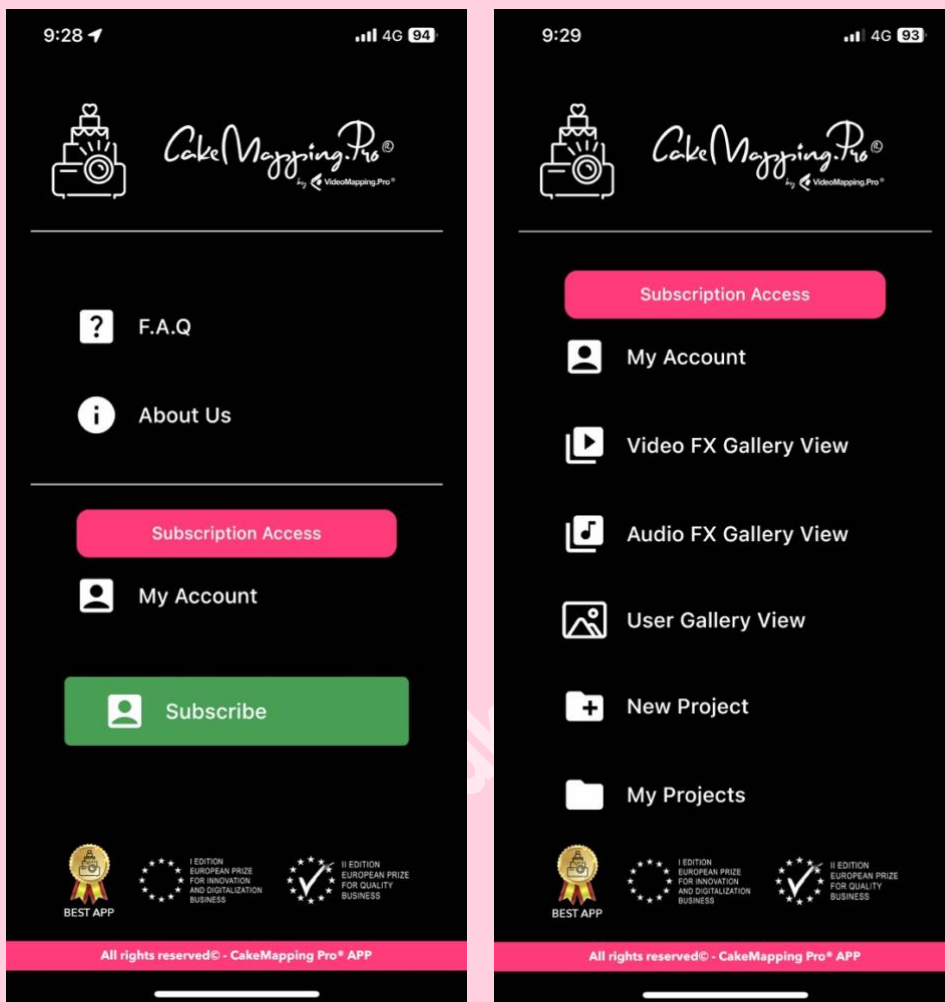 9:28
4G 94
CakeMapping.Pro®
by VideoMapping.Pro®
F.A.Q
About Us
Subscription Access
My Account
Subscribe
BEST APP
I EDITION
EUROPEAN PRIZE
FOR INNOVATION
AND DIGITALIZATION
BUSINESS
II EDITION
EUROPEAN PRIZE
FOR QUALITY
BUSINESS
All rights reserved© - CakeMapping Pro® APP
9:29
4G 93
CakeMapping.Pro®
by VideoMapping.Pro®
Subscription Access
My Account
Video FX Gallery View
Audio FX Gallery View
User Gallery View
New Project
My Projects
BEST APP
I EDITION
EUROPEAN PRIZE
FOR INNOVATION
AND DIGITALIZATION
BUSINESS
II EDITION
EUROPEAN PRIZE
FOR QUALITY
BUSINESS
All rights reserved© - CakeMapping Pro® APP